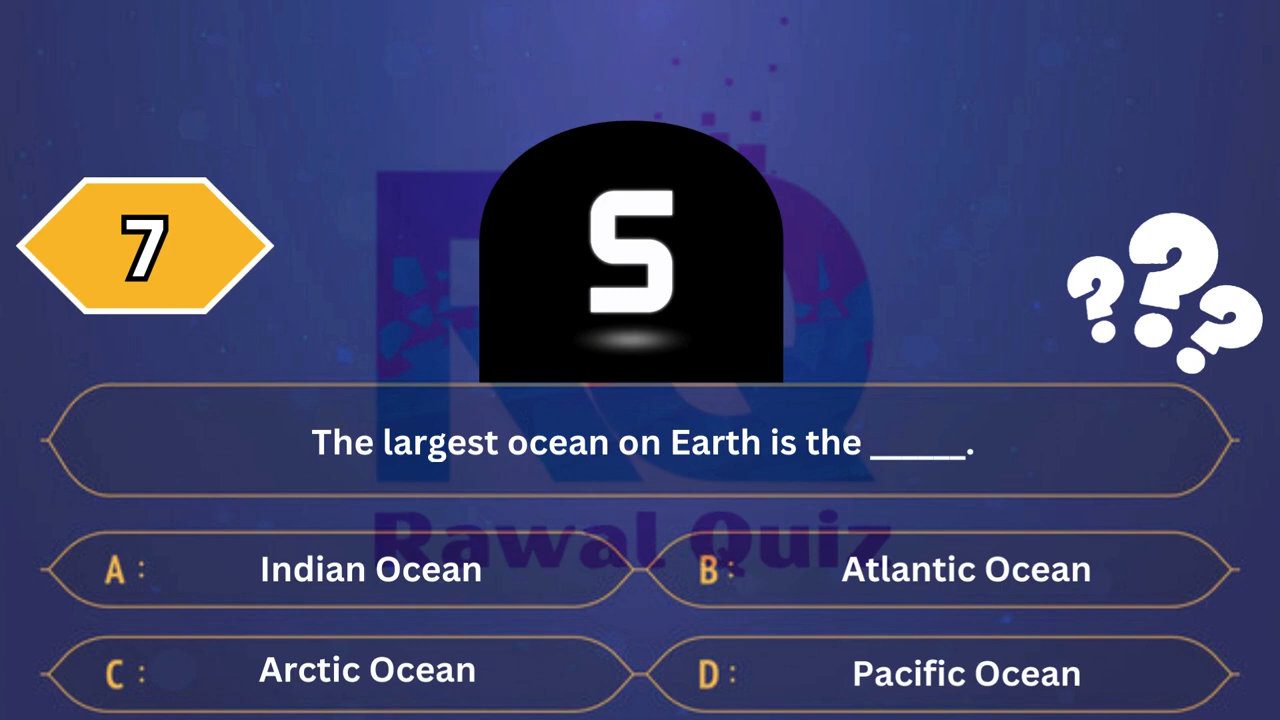 7
5
The largest ocean on Earth is the ______.
Rawal Quiz
A : Indian Ocean
B : Atlantic Ocean
C : Arctic Ocean
D : Pacific Ocean